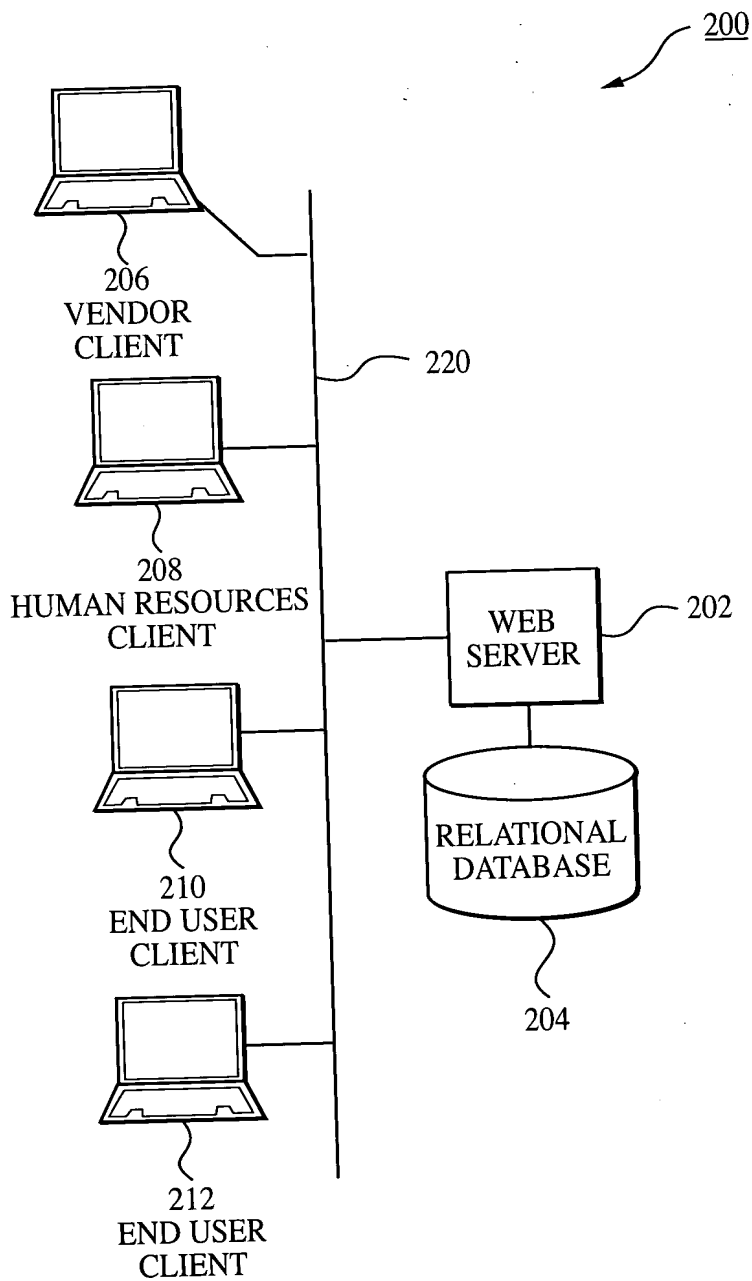 200
206
VENDOR
CLIENT
220
208
HUMAN RESOURCES
CLIENT
WEB
SERVER
202
210
END USER
CLIENT
RELATIONAL
DATABASE
204
212
END USER
CLIENT